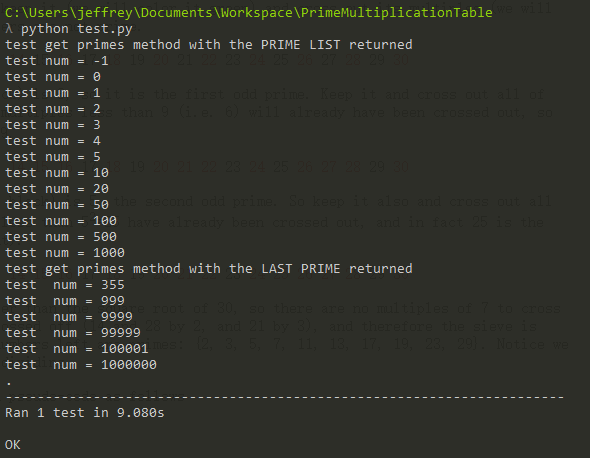 C:\Users\jeffrey\Documents\Workspace\PrimeMultiplicationTable
λ python test.py
test get primes method with the PRIME LIST returned
test num = -1
test num = 0
test num = 1
test num = 2
test num = 3
test num = 4
test num = 5
test num = 10
test num = 20
test num = 50
test num = 100
test num = 500
test num = 1000
test get primes method with the LAST PRIME returned
test  num = 355
test  num = 999
test  num = 9999
test  num = 99999
test  num = 100001
test  num = 1000000
.
----------------------------------------------------------------------
Ran 1 test in 9.080s
OK